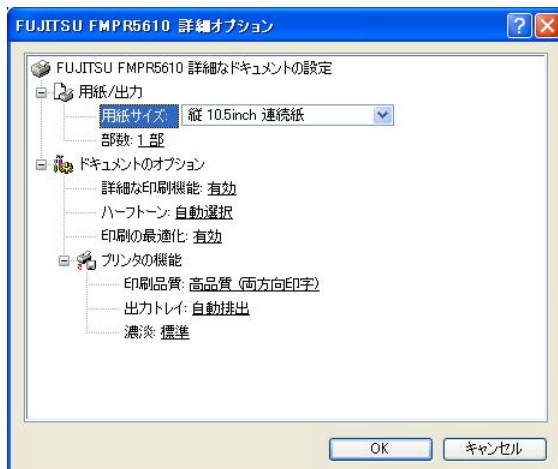 FUJITSU FMPR5610 詳細オプション
FUJITSU FMPR5610 詳細なドキュメントの設定
用紙/出力
用紙サイズ: 縦 10.5inch 連続紙
部数: 1 部
ドキュメントのオプション
詳細な印刷機能: 有効
ハーフトーン: 自動選択
印刷の最適化: 有効
プリンタの機能
印刷品質: 高品質 (両方向印字)
出力トレイ: 自動排出
濃淡: 標準
OK キャンセル